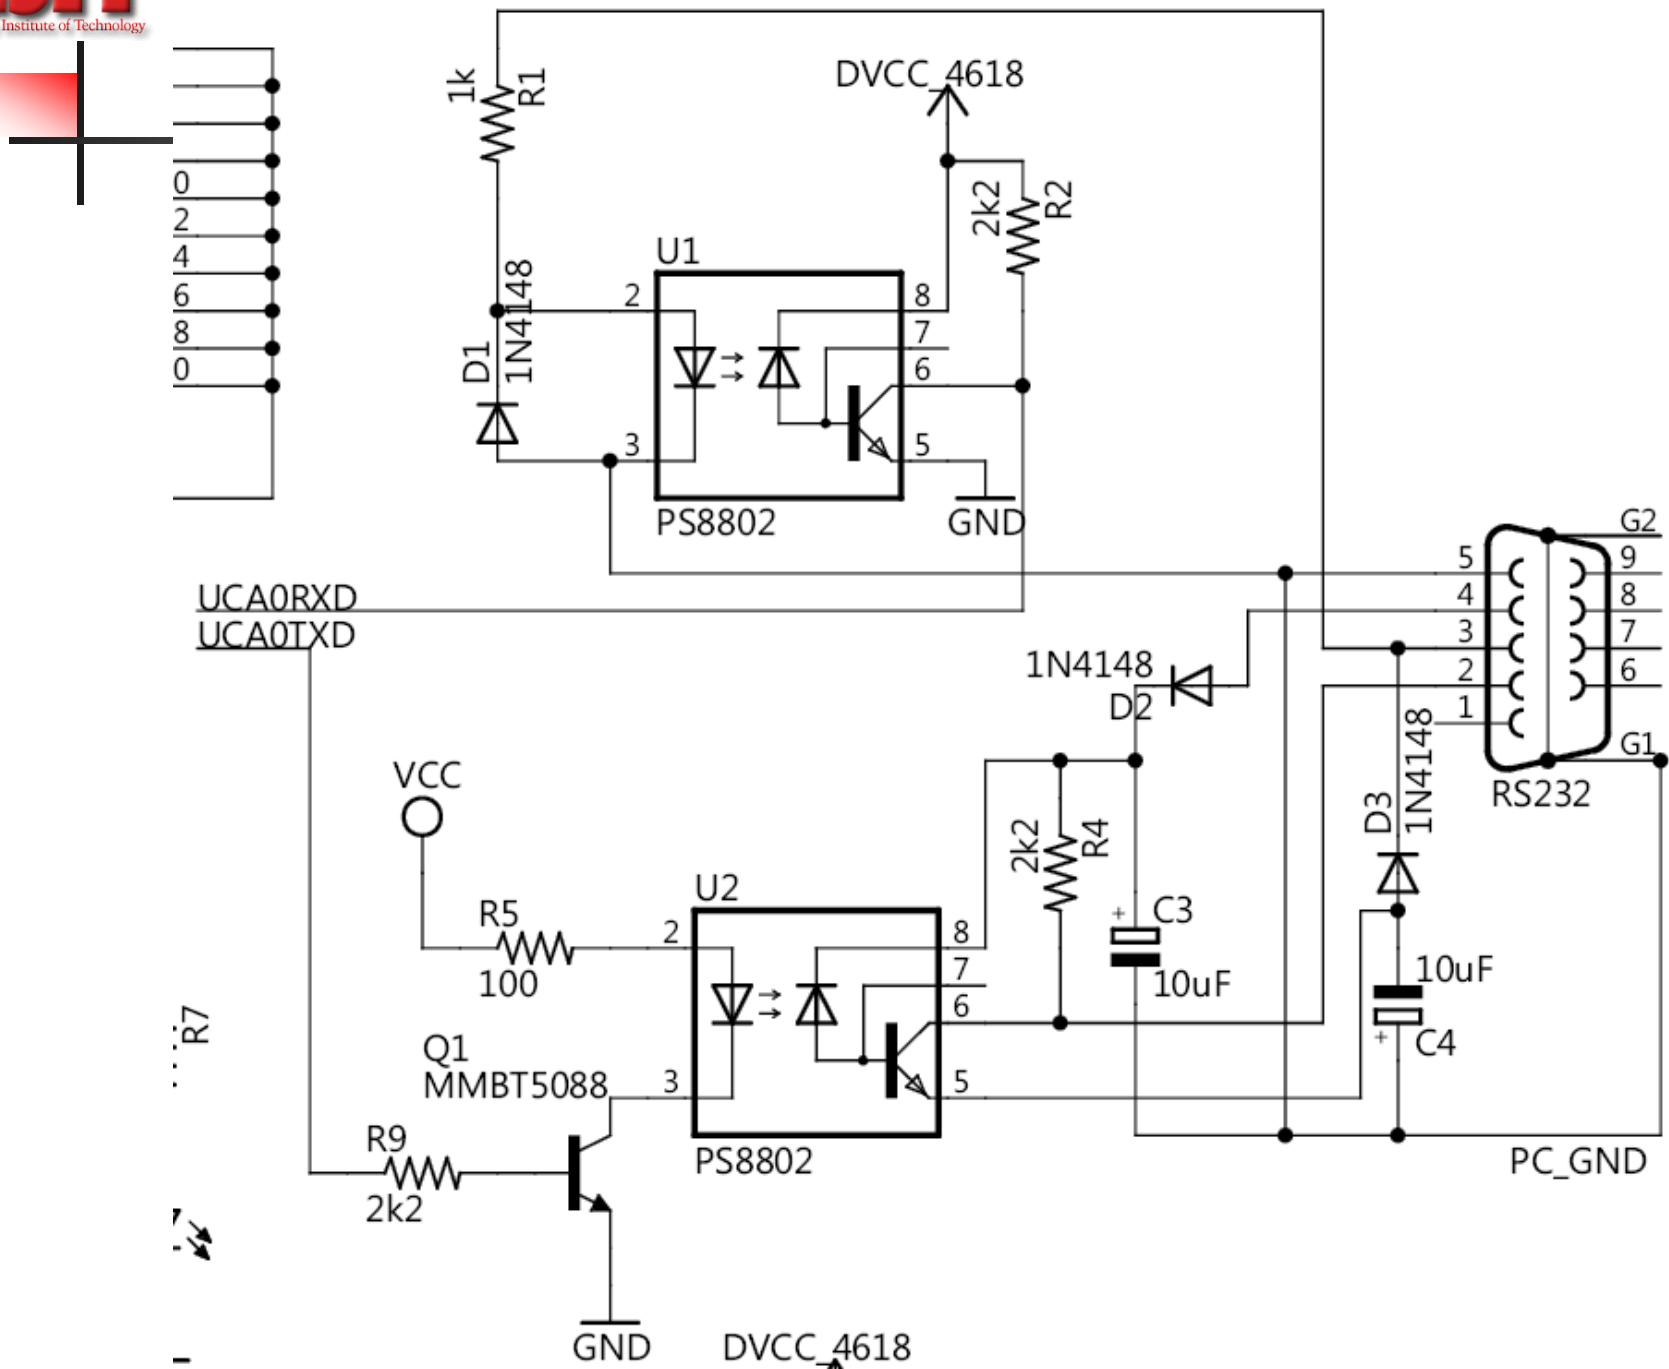 Institute of Technology
1k
R1
DVCC_4618
2k2
R2
U1
D1
1N4148
2
3
8
7
6
5
PS8802
GND
0
2
4
6
8
0
UCA0RXD
UCA0TXD
G2
5
4
3
2
1
9
8
7
6
G1
RS232
1N4148
D2
D3
1N4148
VCC
R5
100
U2
2
3
8
7
6
5
PS8802
2k2
R4
+
C3
10uF
10uF
+
C4
R7
Q1
MMBT5088
R9
2k2
PC_GND
GND
DVCC_4618